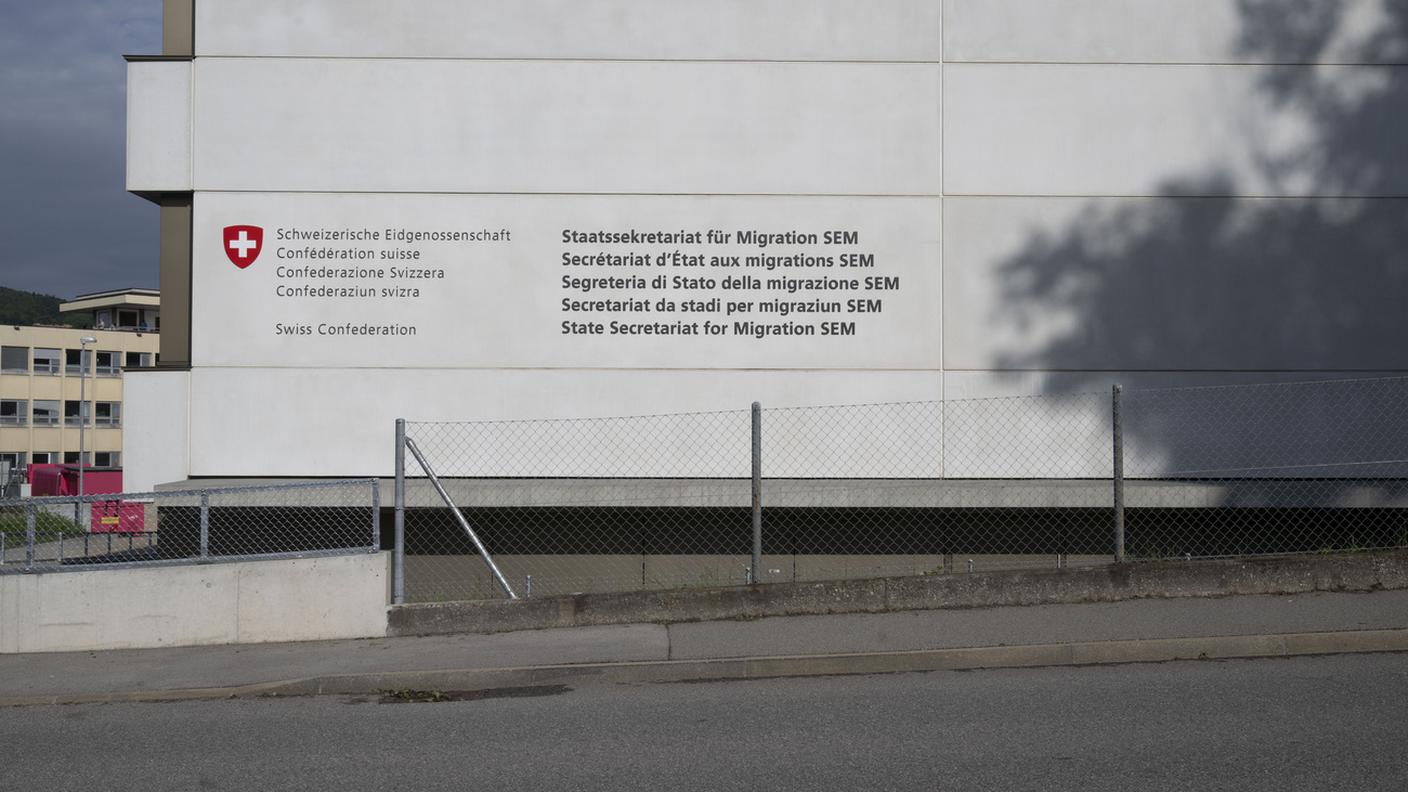 Schweizerische Eidgenossenschaft
Confédération suisse
Confederazione Svizzera
Confederaziun svizra
Swiss Confederation
Staatssekretariat für Migration SEM
Secrétariat d'État aux migrations SEM
Segreteria di Stato della migrazione SEM
Secretariat da stadi per migraziun SEM
State Secretariat for Migration SEM